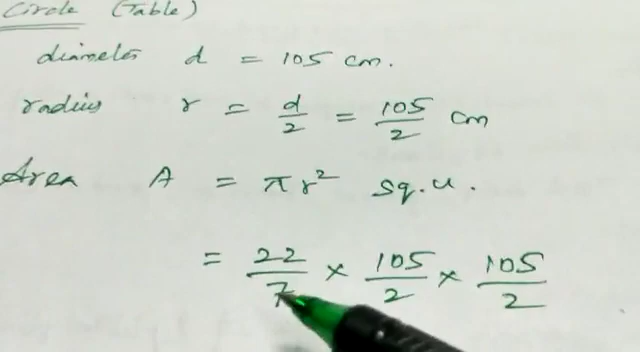 Circle (Table)
diameter d = 105 cm.
radius r = d/2 = 105/2 cm
Area A = πr² sq.u.
= 22/7 × 105/2 × 105/2